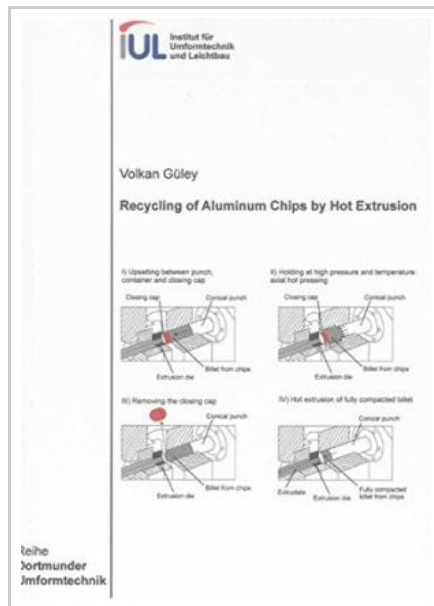 IUL
Institut für
Umformtechnik
und Leichtbau
Volkan Güley
Recycling of Aluminum Chips by Hot Extrusion
I) Upsetting between punch,
container and closing cap
Closing cap
Conical punch
Extrusion die
Billet from chips
II) Holding at high pressure and temperature:
axial hot pressing
Closing cap
Conical punch
Extrusion die
Billet from chips
III) Removing the closing cap
Conical punch
Extrusion die
Billet from chips
IV) Hot extrusion of fully compacted billet
Conical punch
Extrudate
Extrusion die
Fully compacted
billet from chips
Reihe
Dortmunder
Umformtechnik